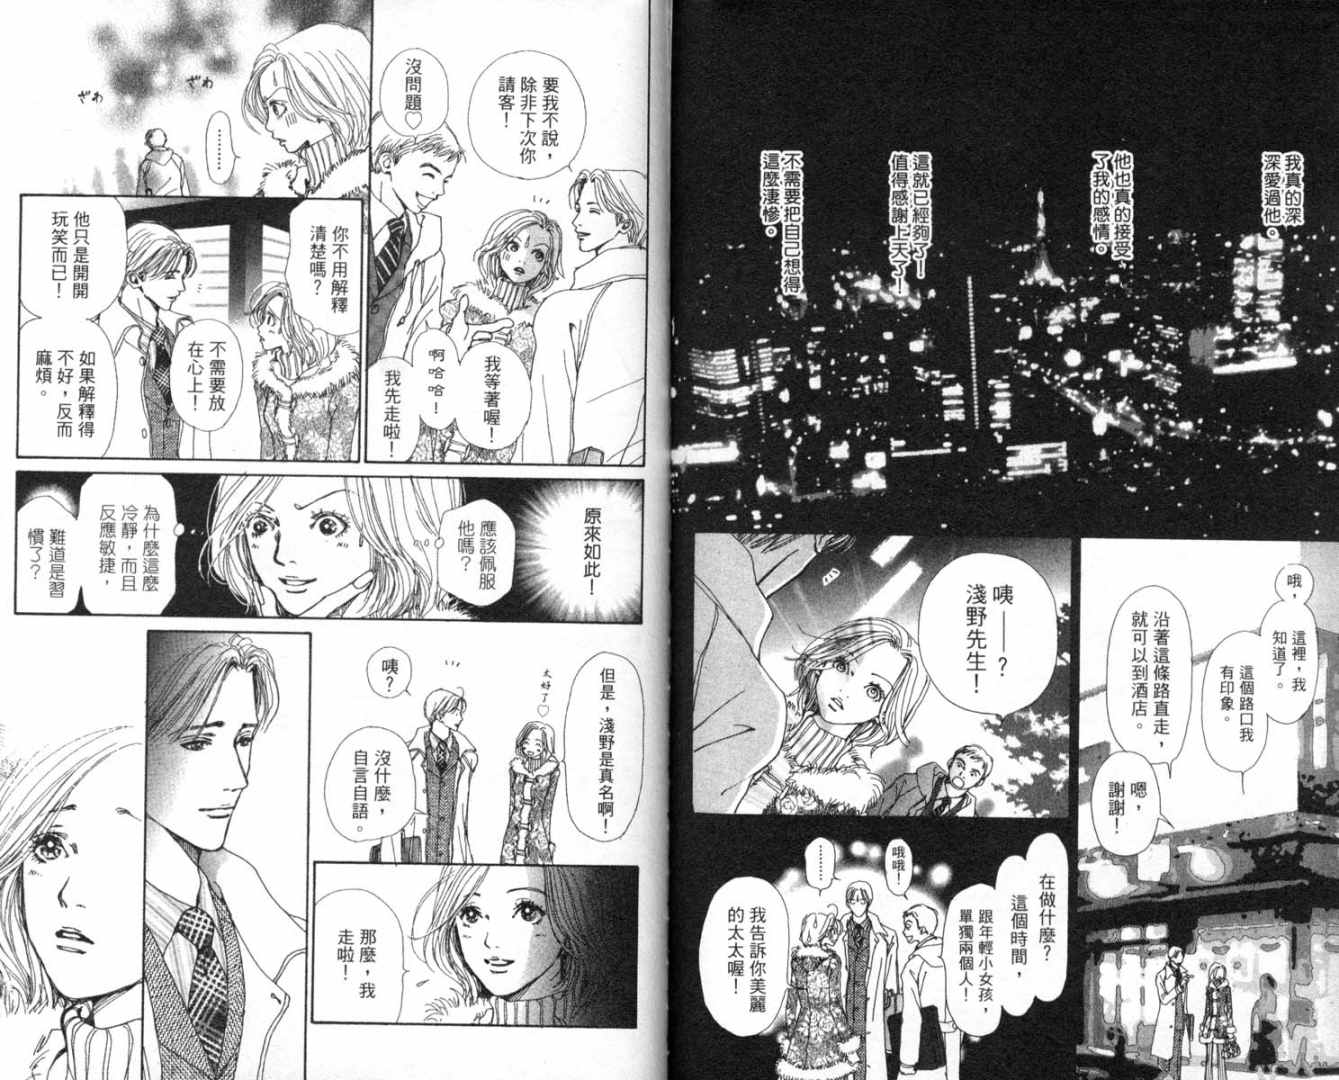 我真的深
深愛過他。
他也真的接受
了我的感情。
這就已經夠了！
值得感謝上天了！
不需要把自己想得
這麼淒慘。
哦，
這裡，我
知道了。
這個路口我
有印象。
沿著這條路直走，
就可以到酒店。
嗯，
謝謝！
咦——？
淺野先生！
在做什麼？
這個時間，
跟年輕小女孩，
單獨兩個人！
哦哦！
………
我告訴你美麗
的太太喔！
要我不說，
除非下次你
請客！
沒問題♡
我等著喔！
啊哈哈！
我先走啦！
ざわ
ざわ
………
你不用解釋
清楚嗎？
不需要放
在心上！
他只是開開
玩笑而已！
如果解釋得
不好，反而
麻煩。
原來如此！
應該佩服
他嗎？
為什麼這麼
冷靜，而且
反應敏捷，
難道是習
慣了？
但是，淺野是真名啊！
太好了♡
咦？
沒什麼，
自言自語。
那麼，我
走啦！